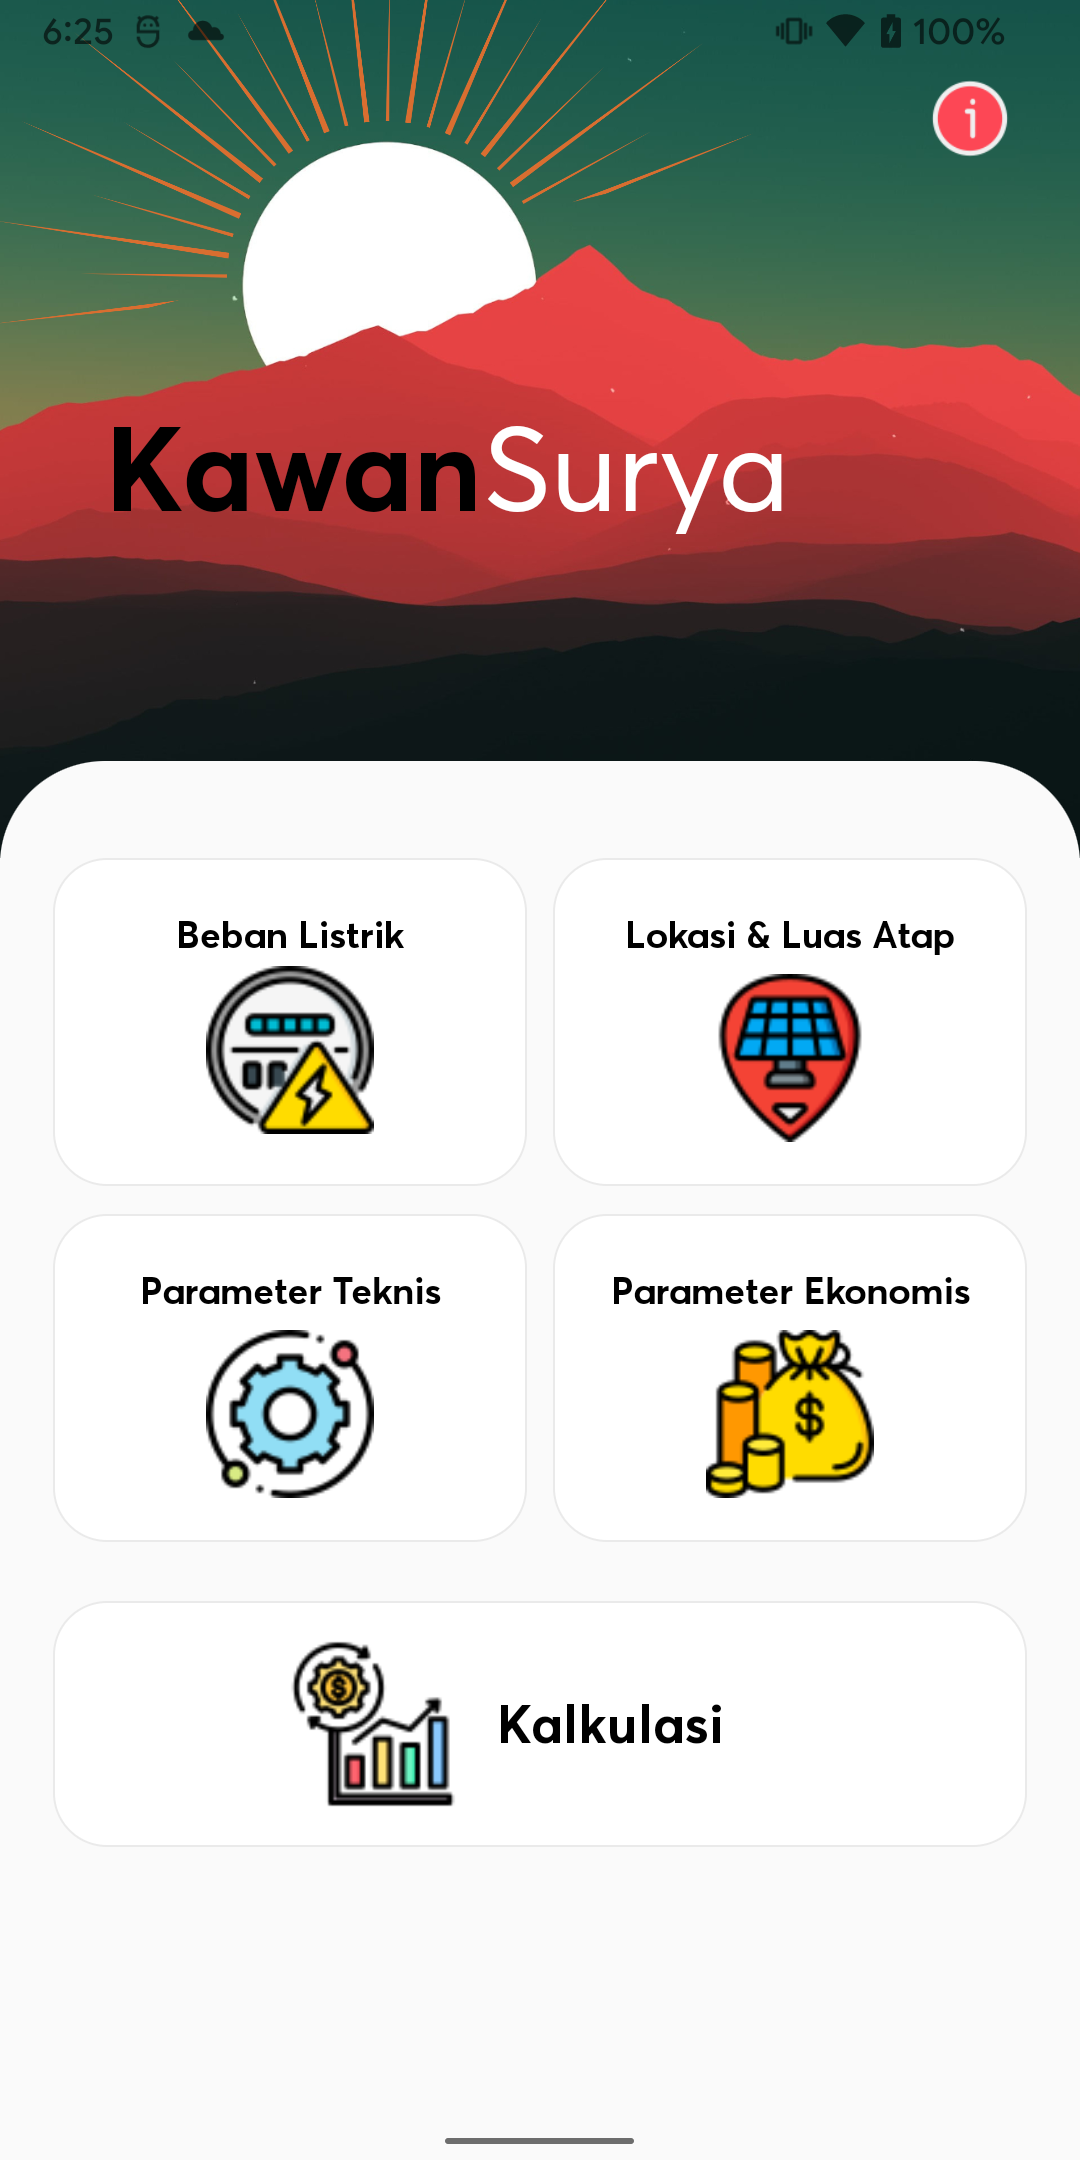 6:25 100%
KawanSurya
Beban Listrik
Lokasi & Luas Atap
Parameter Teknis
Parameter Ekonomis
$
$
Kalkulasi